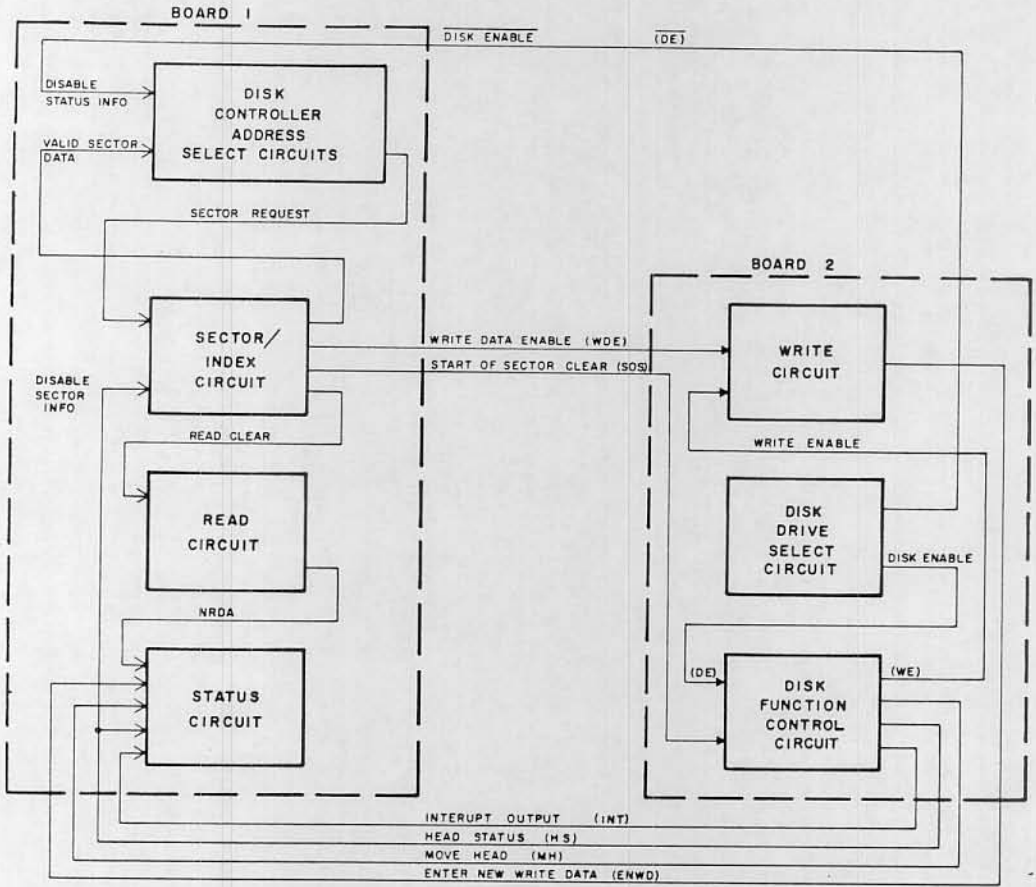 BOARD 1
DISK ENABLE (DE)
DISABLE
STATUS INFO
DISK
CONTROLLER
ADDRESS
SELECT CIRCUITS
VALID SECTOR
DATA
SECTOR REQUEST
SECTOR/
INDEX
CIRCUIT
DISABLE
SECTOR
INFO
READ CLEAR
READ
CIRCUIT
NRDA
STATUS
CIRCUIT
WRITE DATA ENABLE (WDE)
START OF SECTOR CLEAR (SOS)
BOARD 2
WRITE
CIRCUIT
WRITE ENABLE
DISK
DRIVE
SELECT
CIRCUIT
DISK ENABLE
(DE)
(WE)
DISK
FUNCTION
CONTROL
CIRCUIT
INTERUPT OUTPUT (INT)
HEAD STATUS (HS)
MOVE HEAD (MH)
ENTER NEW WRITE DATA (ENWD)